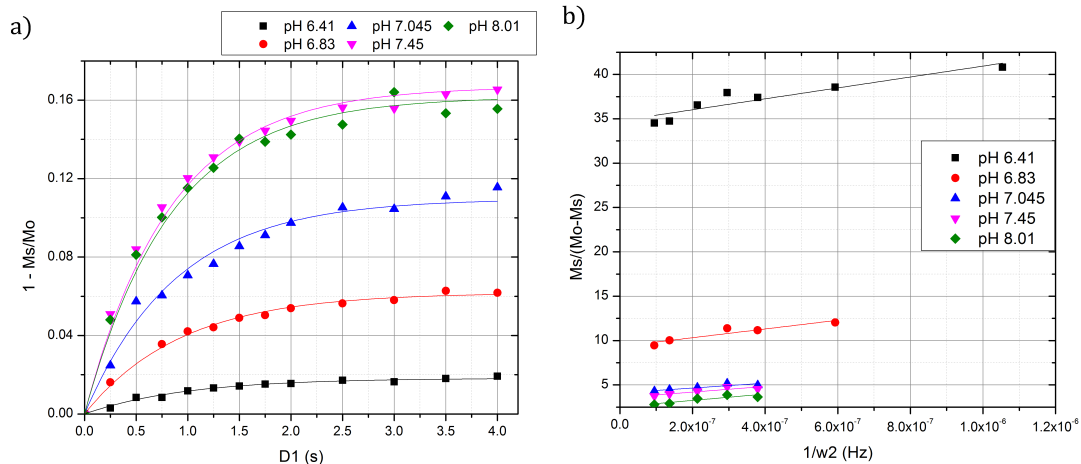 a)
pH 6.41 pH 7.045 pH 8.01
pH 6.83 pH 7.45
0.16
0.12
0.08
0.04
0.00
1 - Ms/Mo
0.0 0.5 1.0 1.5 2.0 2.5 3.0 3.5 4.0
D1 (s)
b)
40
35
30
25
20
15
10
5
Ms/(Mo-Ms)
pH 6.41
pH 6.83
pH 7.045
pH 7.45
pH 8.01
0.0 2.0x10⁻⁷ 4.0x10⁻⁷ 6.0x10⁻⁷ 8.0x10⁻⁷ 1.0x10⁻⁶ 1.2x10⁻⁶
1/w2 (Hz)